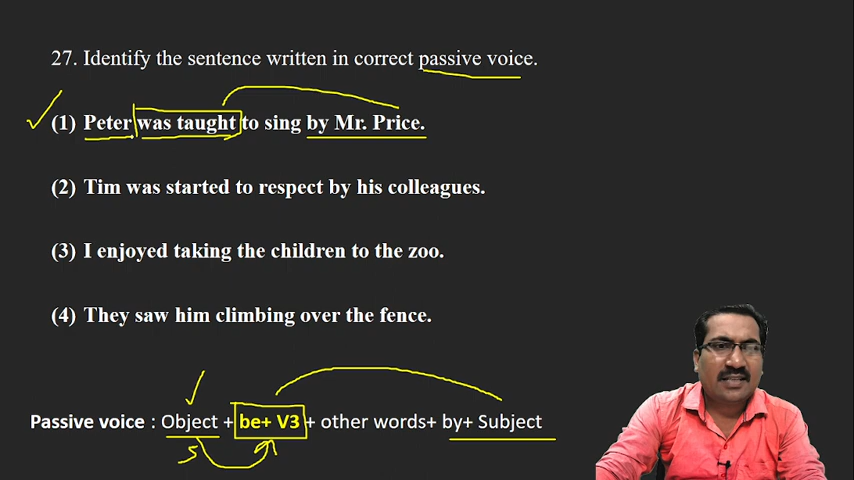 27. Identify the sentence written in correct passive voice.
(1) Peter was taught to sing by Mr. Price.
(2) Tim was started to respect by his colleagues.
(3) I enjoyed taking the children to the zoo.
(4) They saw him climbing over the fence.
Passive voice : Object + be+ V3 + other words+ by+ Subject
S